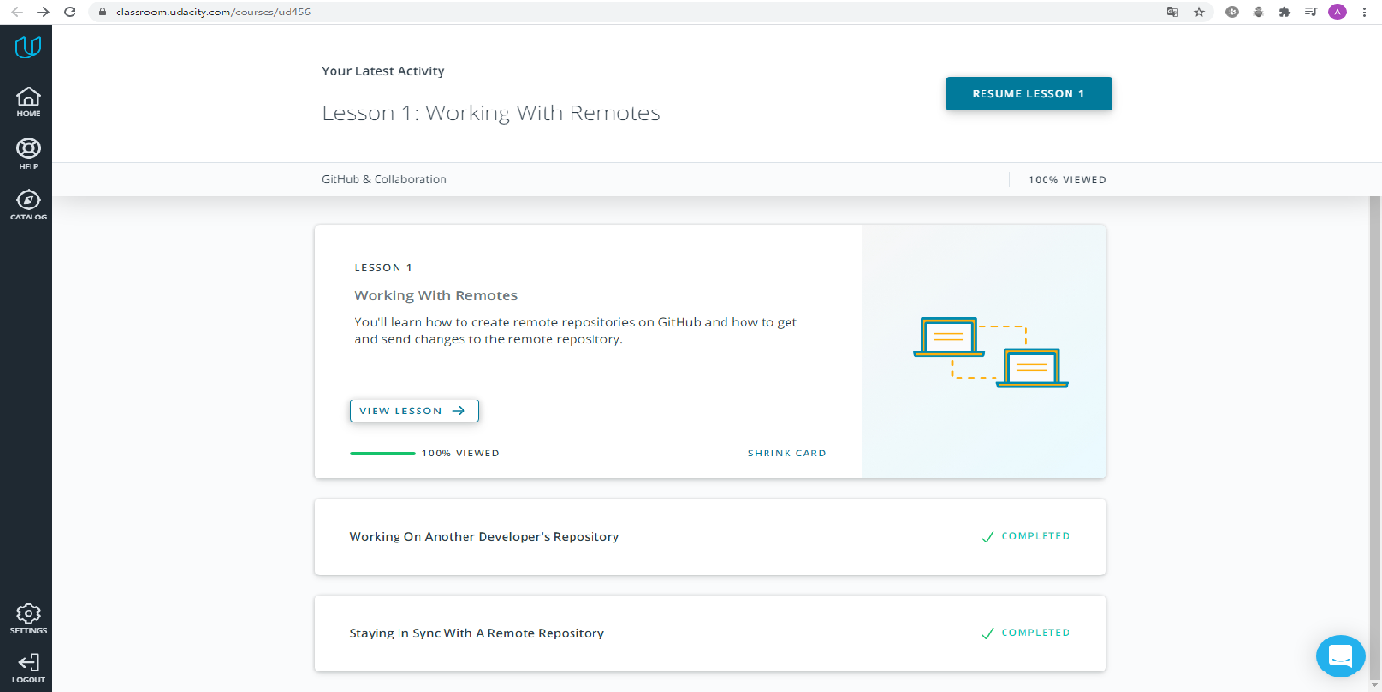 classroom.udacity.com/courses/ud456
A
HOME
HELP
CATALOG
SETTINGS
LOGOUT
Your Latest Activity
Lesson 1: Working With Remotes
RESUME LESSON 1
GitHub & Collaboration
100% VIEWED
LESSON 1
Working With Remotes
You'll learn how to create remote repositories on GitHub and how to get
and send changes to the remote repository.
VIEW LESSON
100% VIEWED
SHRINK CARD
Working On Another Developer's Repository
COMPLETED
Staying in Sync With A Remote Repository
COMPLETED